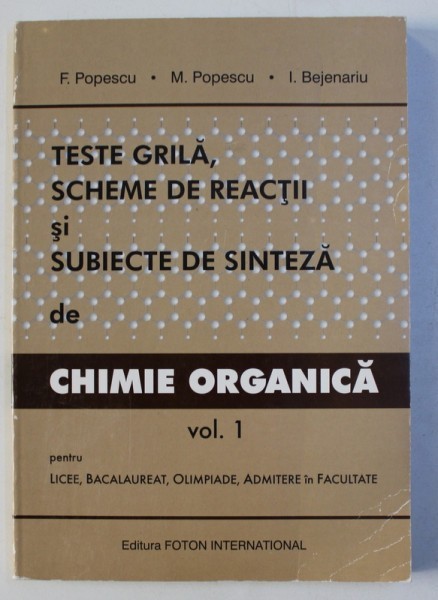 F. Popescu • M. Popescu • I. Bejenariu
TESTE GRILĂ,
SCHEME DE REACŢII
şi
SUBIECTE DE SINTEZĂ
de
CHIMIE ORGANICĂ
vol. 1
pentru
LICEE, BACALAUREAT, OLIMPIADE, ADMITERE în FACULTATE
Editura FOTON INTERNATIONAL